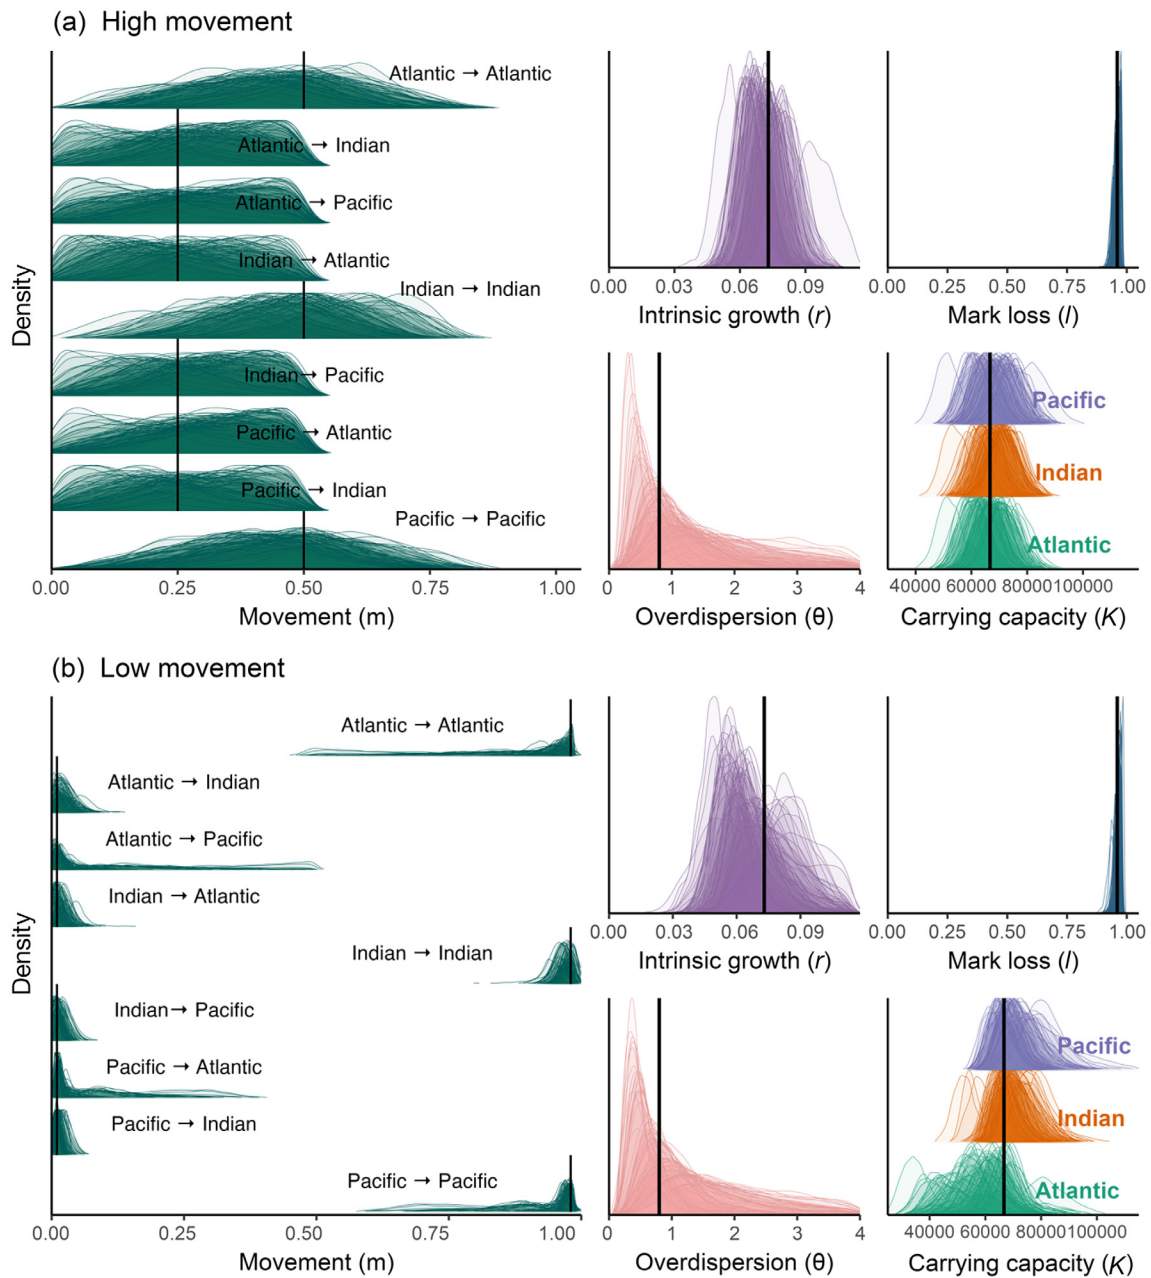 (a) High movement
Density
Atlantic → Atlantic
Atlantic → Indian
Atlantic → Pacific
Indian → Atlantic
Indian → Indian
Indian → Pacific
Pacific → Atlantic
Pacific → Indian
Pacific → Pacific
0.00 0.25 0.50 0.75 1.00
Movement (m)
0.00 0.03 0.06 0.09
Intrinsic growth (r)
0.00 0.25 0.50 0.75 1.00
Mark loss (l)
0 1 2 3 4
Overdispersion (θ)
Pacific
Indian
Atlantic
40000 60000 80000 100000
Carrying capacity (K)
(b) Low movement
Density
Atlantic → Atlantic
Atlantic → Indian
Atlantic → Pacific
Indian → Atlantic
Indian → Indian
Indian → Pacific
Pacific → Atlantic
Pacific → Indian
Pacific → Pacific
0.00 0.25 0.50 0.75 1.00
Movement (m)
0.00 0.03 0.06 0.09
Intrinsic growth (r)
0.00 0.25 0.50 0.75 1.00
Mark loss (l)
0 1 2 3 4
Overdispersion (θ)
Pacific
Indian
Atlantic
40000 60000 80000 100000
Carrying capacity (K)